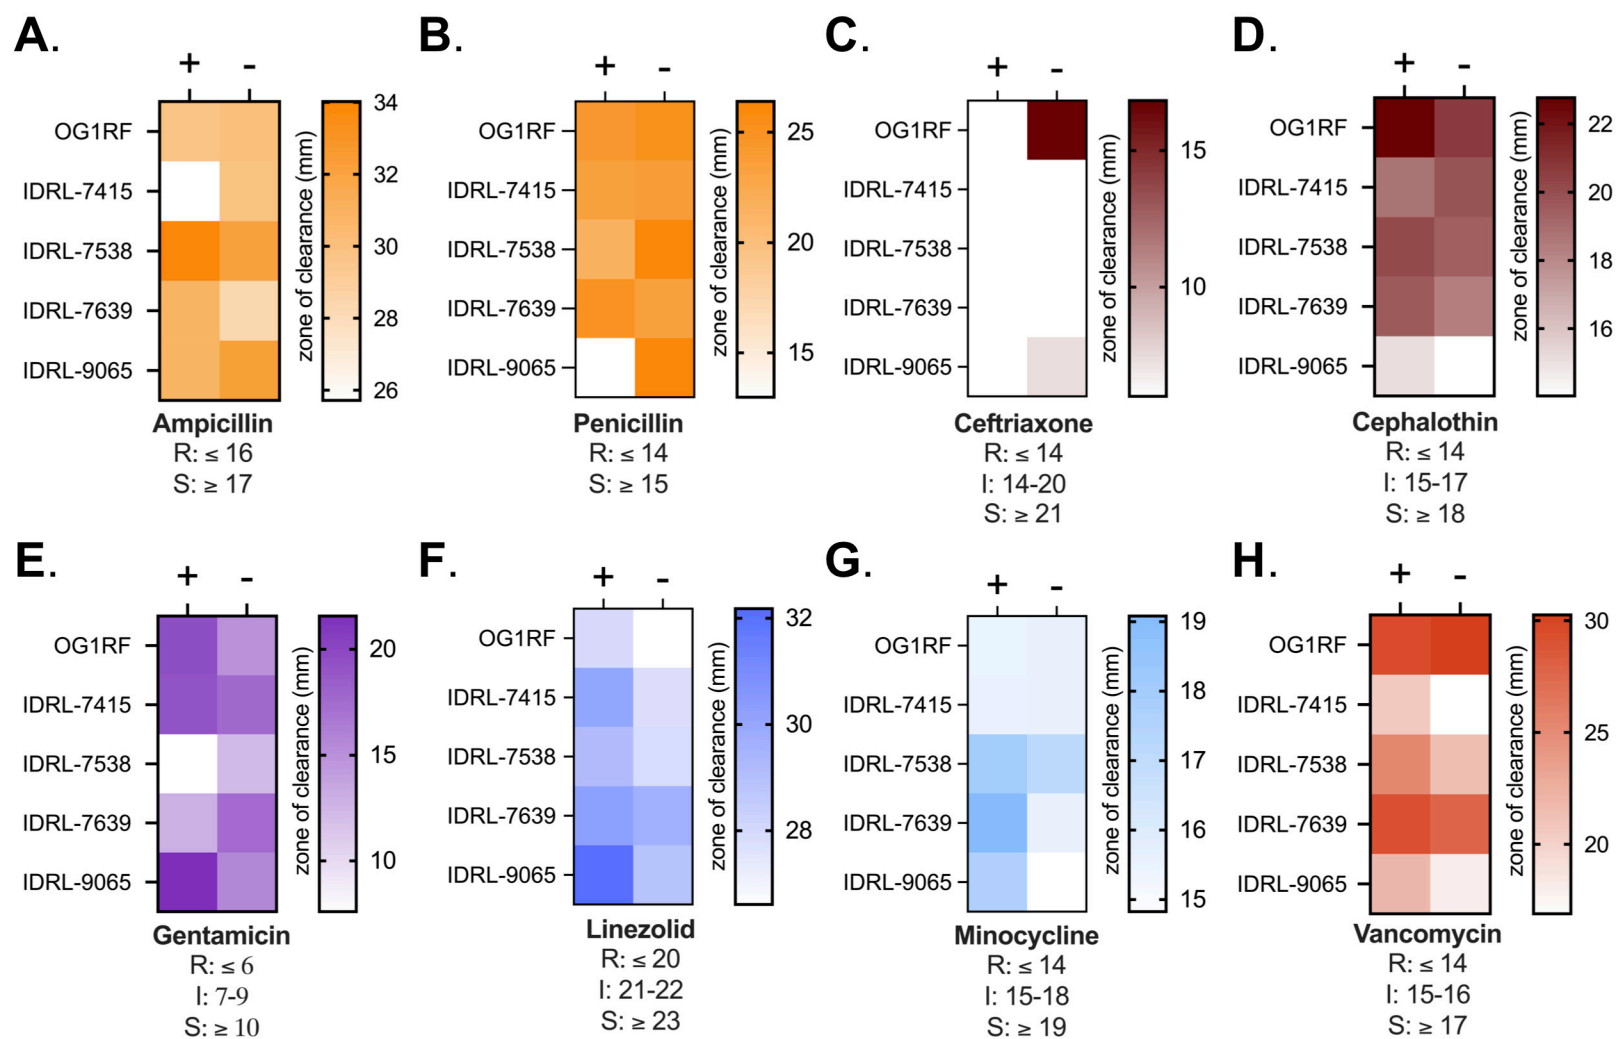 A.
+ -
OG1RF
IDRL-7415
IDRL-7538
IDRL-7639
IDRL-9065
34
32
30
28
26
zone of clearance (mm)
Ampicillin
R: ≤ 16
S: ≥ 17
B.
+ -
OG1RF
IDRL-7415
IDRL-7538
IDRL-7639
IDRL-9065
25
20
15
zone of clearance (mm)
Penicillin
R: ≤ 14
S: ≥ 15
C.
+ -
OG1RF
IDRL-7415
IDRL-7538
IDRL-7639
IDRL-9065
15
10
zone of clearance (mm)
Ceftriaxone
R: ≤ 14
I: 14-20
S: ≥ 21
D.
+ -
OG1RF
IDRL-7415
IDRL-7538
IDRL-7639
IDRL-9065
22
20
18
16
zone of clearance (mm)
Cephalothin
R: ≤ 14
I: 15-17
S: ≥ 18
E.
+ -
OG1RF
IDRL-7415
IDRL-7538
IDRL-7639
IDRL-9065
20
15
10
zone of clearance (mm)
Gentamicin
R: ≤ 6
I: 7-9
S: ≥ 10
F.
+ -
OG1RF
IDRL-7415
IDRL-7538
IDRL-7639
IDRL-9065
32
30
28
zone of clearance (mm)
Linezolid
R: ≤ 20
I: 21-22
S: ≥ 23
G.
+ -
OG1RF
IDRL-7415
IDRL-7538
IDRL-7639
IDRL-9065
19
18
17
16
15
zone of clearance (mm)
Minocycline
R: ≤ 14
I: 15-18
S: ≥ 19
H.
+ -
OG1RF
IDRL-7415
IDRL-7538
IDRL-7639
IDRL-9065
30
25
20
zone of clearance (mm)
Vancomycin
R: ≤ 14
I: 15-16
S: ≥ 17